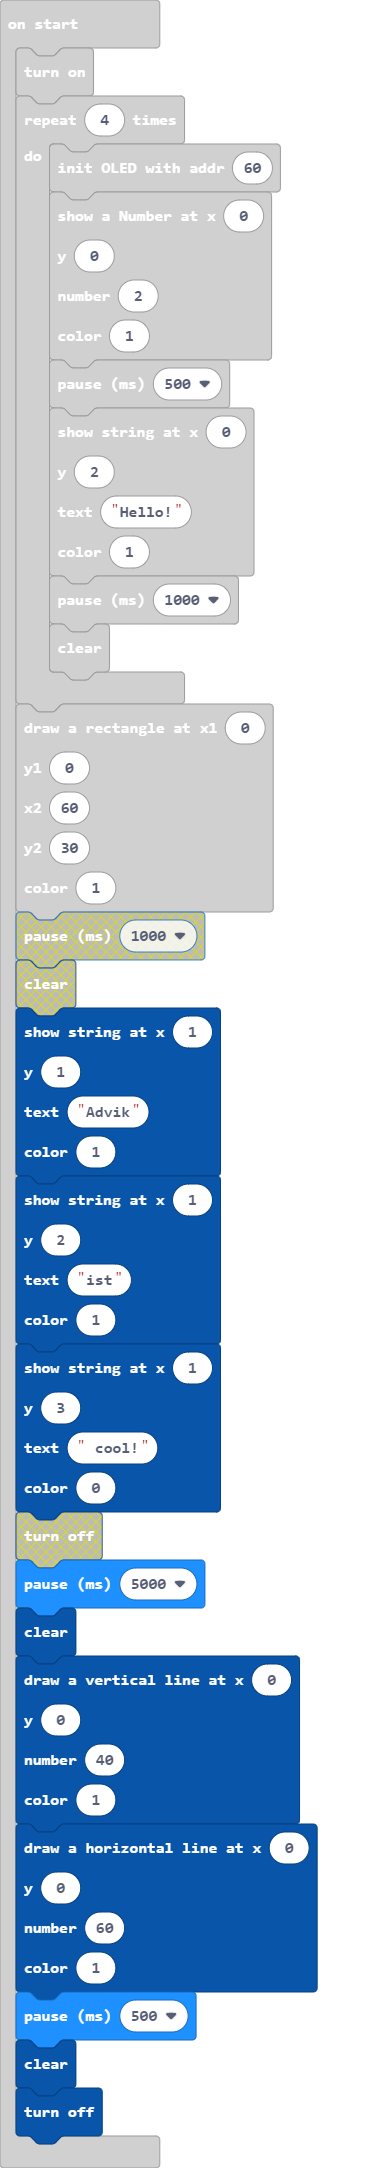 on start
turn on
repeat 4 times
do
init OLED with addr 60
show a Number at x 0
y 0
number 2
color 1
pause (ms) 500
show string at x 0
y 2
text "Hello!"
color 1
pause (ms) 1000
clear
draw a rectangle at x1 0
y1 0
x2 60
y2 30
color 1
pause (ms) 1000
clear
show string at x 1
y 1
text "Advik"
color 1
show string at x 1
y 2
text "ist"
color 1
show string at x 1
y 3
text " cool!"
color 0
turn off
pause (ms) 5000
clear
draw a vertical line at x 0
y 0
number 40
color 1
draw a horizontal line at x 0
y 0
number 60
color 1
pause (ms) 500
clear
turn off